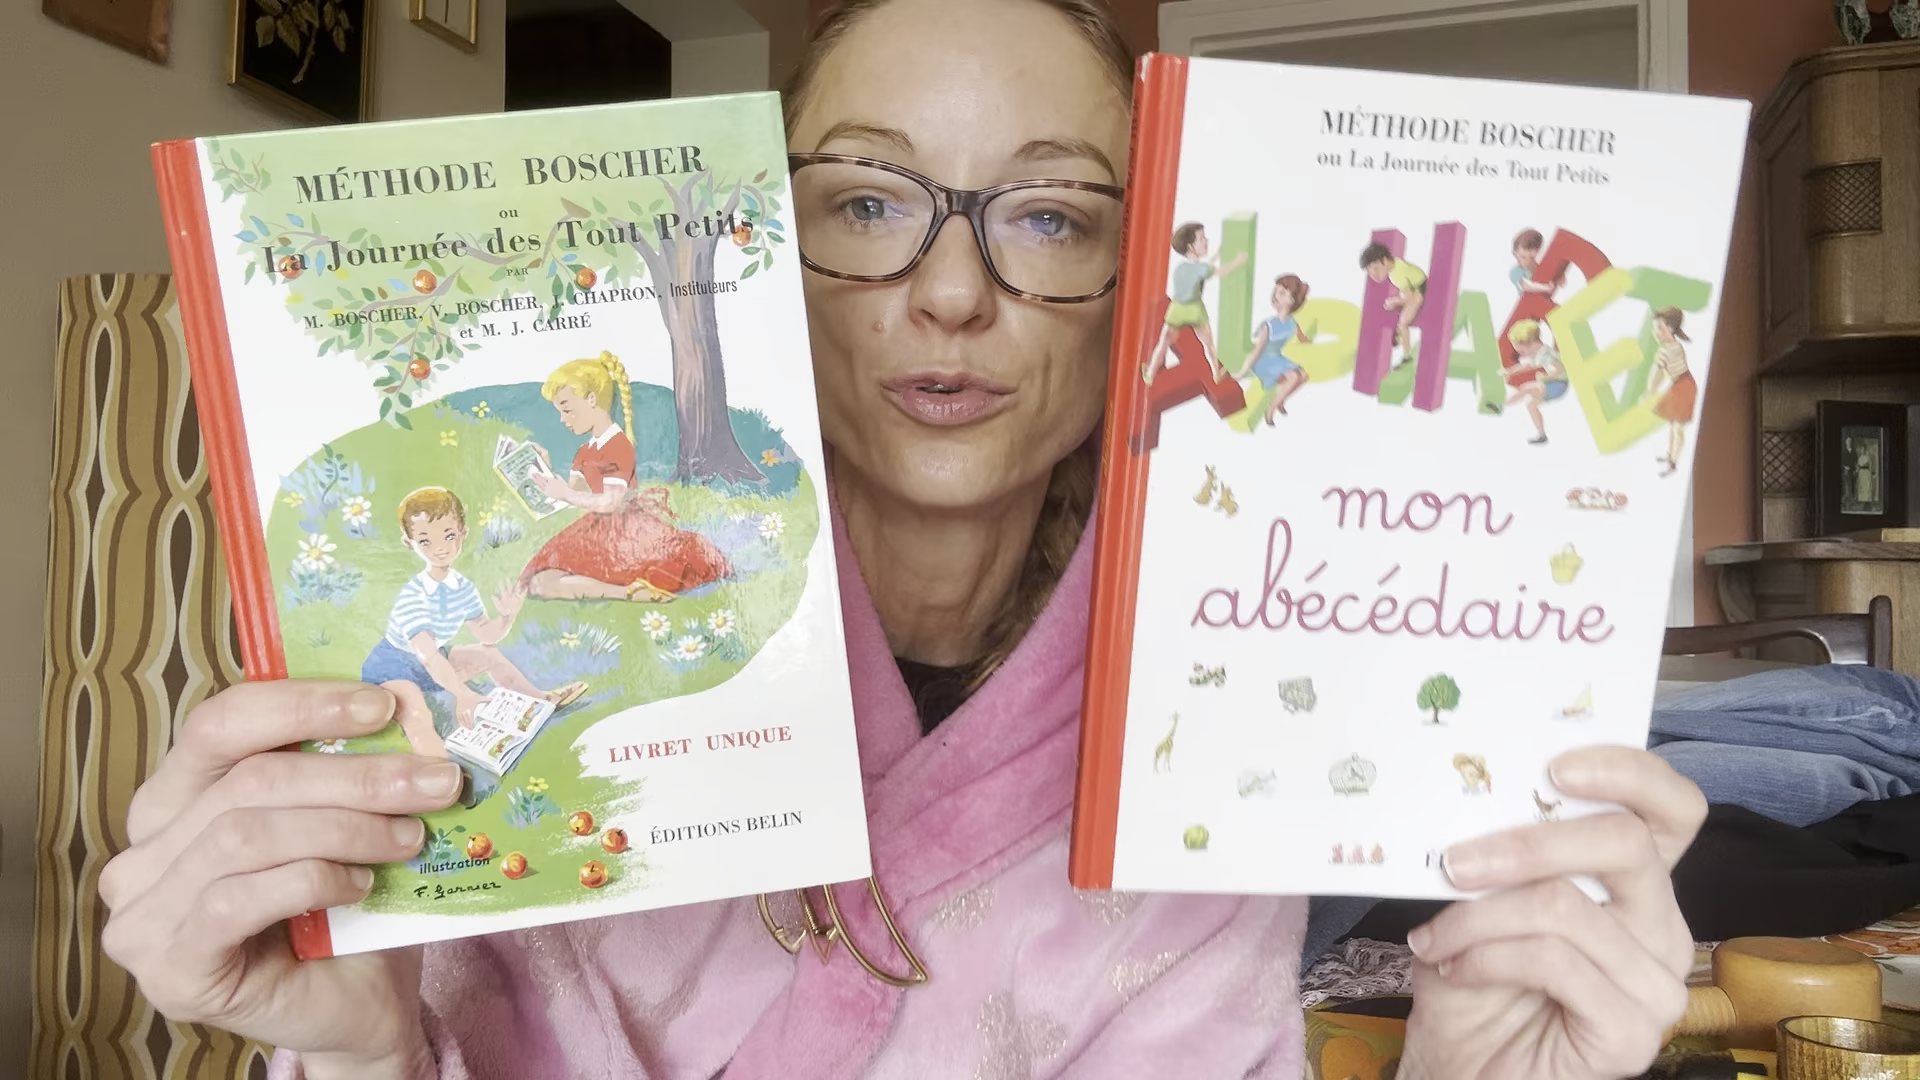 MÉTHODE BOSCHER
ou
La Journée des Tout Petits
PAR
M. BOSCHER, V. BOSCHER, J. CHAPRON, Instituteurs
et M. J. CARRÉ
LIVRET UNIQUE
ÉDITIONS BELIN
illustration
F. Garnier
MÉTHODE BOSCHER
ou La Journée des Tout Petits
ALPHABET
mon
abécédaire